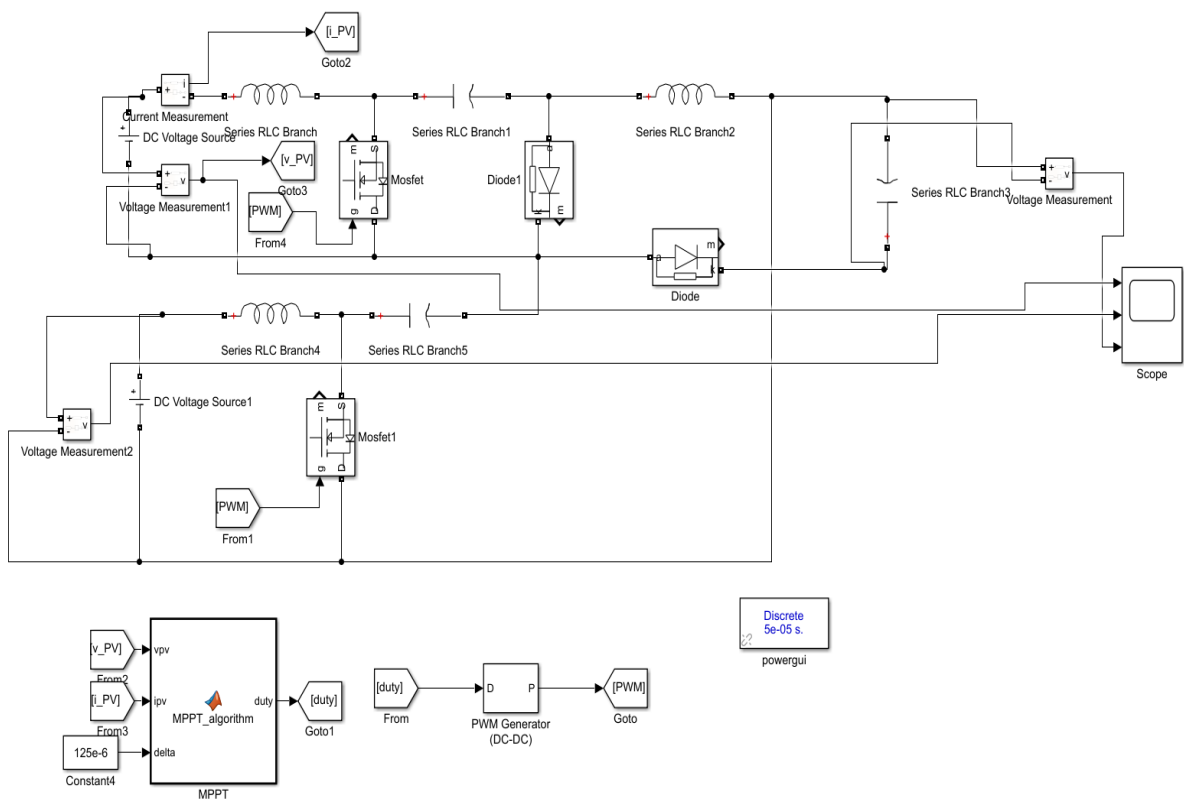 [i_PV]
Goto2
i
+
-
Current Measurement
+
DC Voltage Source
Series RLC Branch
+
Series RLC Branch1
+
Series RLC Branch2
+
[v_PV]
Goto3
+
-
v
Voltage Measurement1
[PWM]
From4
m
S
g
D
Mosfet
a
k
m
Diode1
Series RLC Branch3
+
+
-
v
Voltage Measurement
a
m
k
Diode
Scope
+
Series RLC Branch4
+
Series RLC Branch5
+
DC Voltage Source1
+
-
v
Voltage Measurement2
m
S
g
D
Mosfet1
[PWM]
From1
Discrete
5e-05 s.
powergui
[v_PV]
From2
[i_PV]
From3
125e-6
Constant4
vpv
ipv
delta
MPPT_algorithm
duty
MPPT
[duty]
Goto1
[duty]
From
D
P
PWM Generator
(DC-DC)
[PWM]
Goto